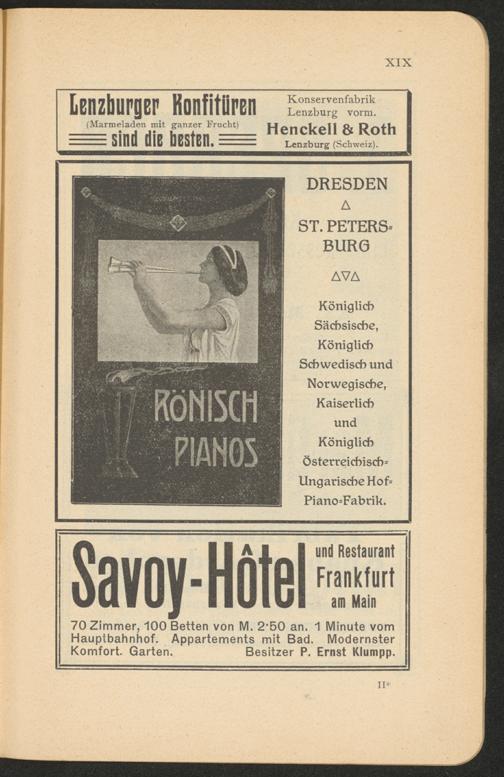 XIX
Lenzburger Konfitüren
(Marmeladen mit ganzer Frucht)
sind die besten.
Konservenfabrik
Lenzburg vorm.
Henckell & Roth
Lenzburg (Schweiz).
RÖNISCH
PIANOS
DRESDEN
△
ST. PETERS=
BURG
△▽△
Königlich
Sächsische,
Königlich
Schwedisch und
Norwegische,
Kaiserlich
und
Königlich
Österreichisch=
Ungarische Hof=
Piano=Fabrik.
Savoy-Hôtel
und Restaurant
Frankfurt
am Main
70 Zimmer, 100 Betten von M. 2·50 an. 1 Minute vom
Hauptbahnhof. Appartements mit Bad. Modernster
Komfort. Garten. Besitzer P. Ernst Klumpp.
II*